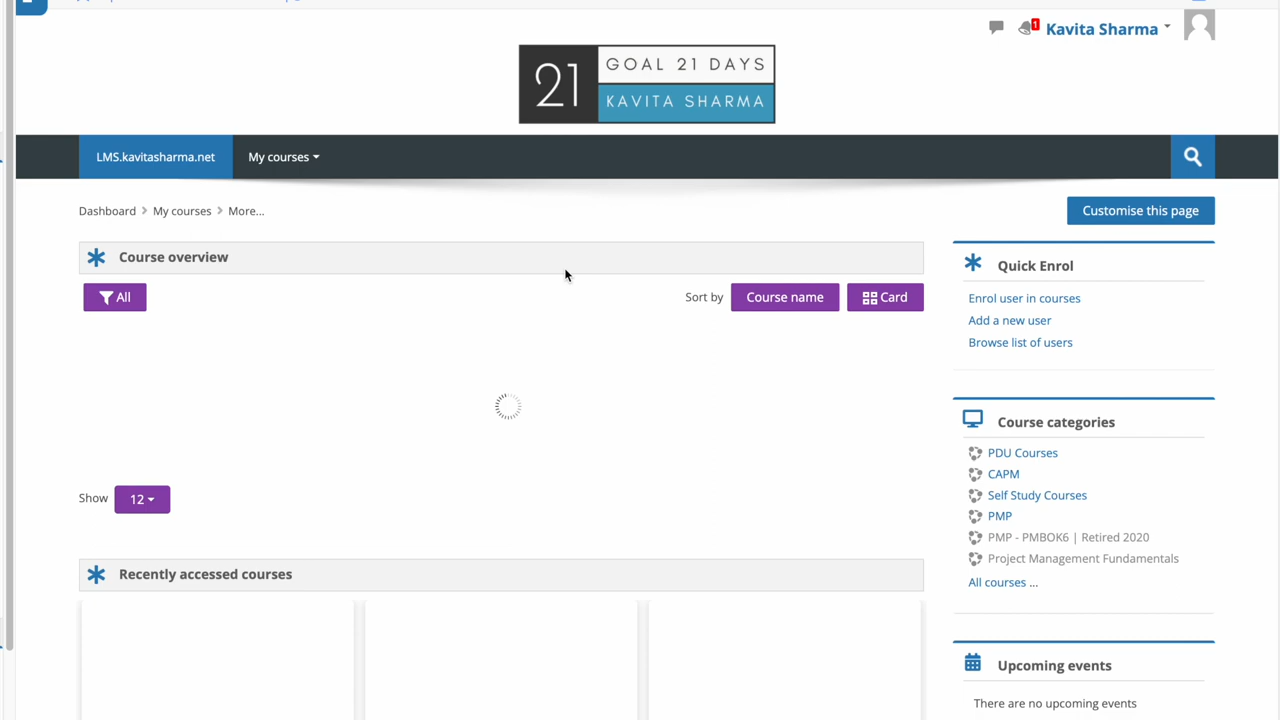 1
Kavita Sharma
21
GOAL 21 DAYS
KAVITA SHARMA
LMS.kavitasharma.net
My courses
Dashboard
My courses
More...
Customise this page
Course overview
All
Sort by
Course name
Card
Show
12
Recently accessed courses
Quick Enrol
Enrol user in courses
Add a new user
Browse list of users
Course categories
PDU Courses
CAPM
Self Study Courses
PMP
PMP - PMBOK6 | Retired 2020
Project Management Fundamentals
All courses ...
Upcoming events
There are no upcoming events